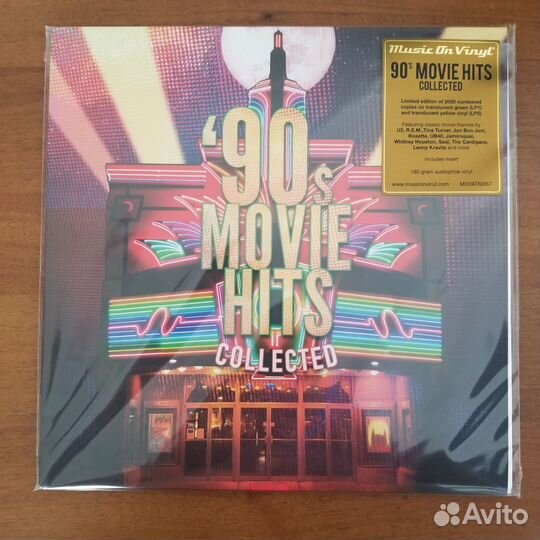 '90s
MOVIE
HITS
COLLECTED
Music On Vinyl
90's MOVIE HITS
COLLECTED
Limited edition of 2000 numbered
copies on translucent green (LP1)
and translucent yellow vinyl (LP2)
Featuring classic movie themes by
U2, R.E.M., Tina Turner, Jon Bon Jovi,
Roxette, UB40, Jamiroquai,
Whitney Houston, Seal, The Cardigans,
Lenny Kravitz and more
Includes insert
180 gram audiophile vinyl
www.musiconvinyl.com MOVATM357
Avito